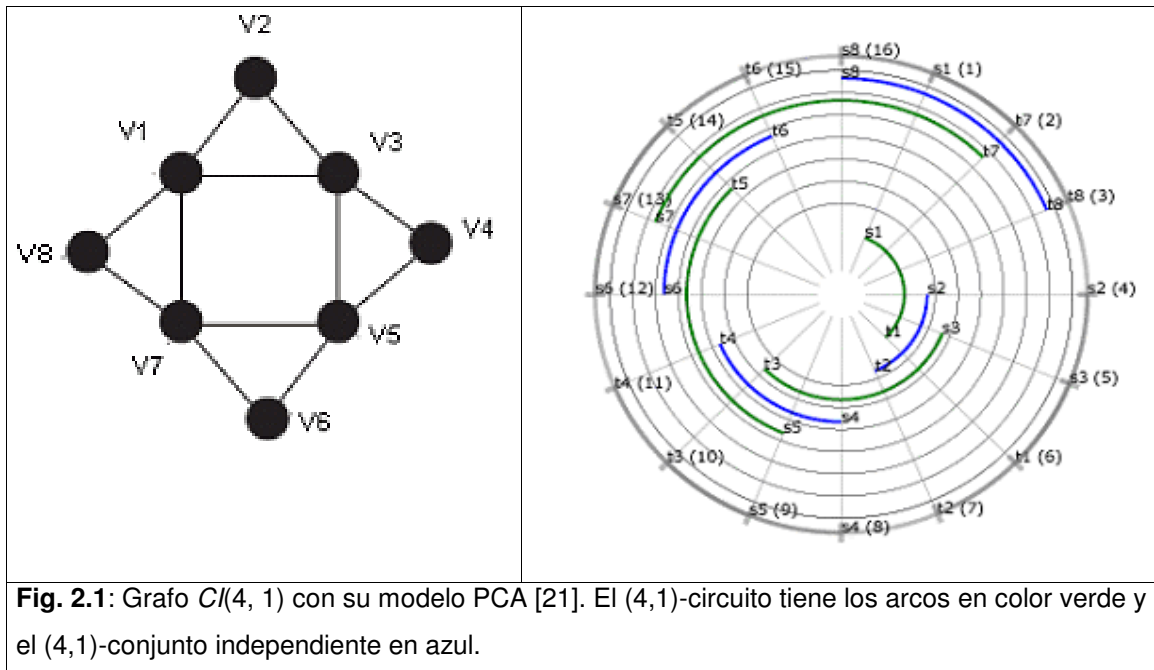 V2
V1
V3
V8
V4
V7
V5
V6
s8 (16)
t6 (15)
s1 (1)
s8
t5 (14)
t6
t7 (2)
t7
t5
s7 (13)
s7
t8
t8 (3)
s1
s6 (12)
s6
s2
s2 (4)
t1
s3
t4
t3
t2
s3 (5)
t4 (11)
s4
s5
t3 (10)
t1 (6)
s5 (9)
t2 (7)
s4 (8)
Fig. 2.1: Grafo CI(4, 1) con su modelo PCA [21]. El (4,1)-circuito tiene los arcos en color verde y
el (4,1)-conjunto independiente en azul.